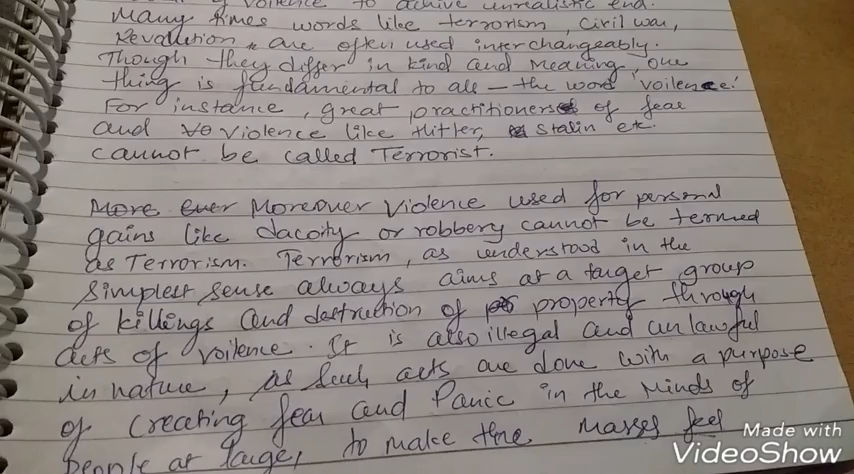 voilence to achive unrealistic end.
Many times words like terrorism, civil war,
Revolution are often used interchangeably.
Though they differ in kind and meaning, one
thing is fundamental to all - the word 'voilence'.
For instance, great practitioners of fear
and violence like Hitler, Stalin etc.
cannot be called Terrorist.
More ever Moreover Violence used for personal
gains like dacoity or robbery cannot be termed
as Terrorism. Terrorism, as understood in the
simplest sense always aims at a target group
of killings and destruction of property through
acts of voilence. It is also illegal and unlawful
in nature, as such acts are done with a purpose
of creating fear and Panic in the minds of
people at large, to make the masses feel
Made with
VideoShow